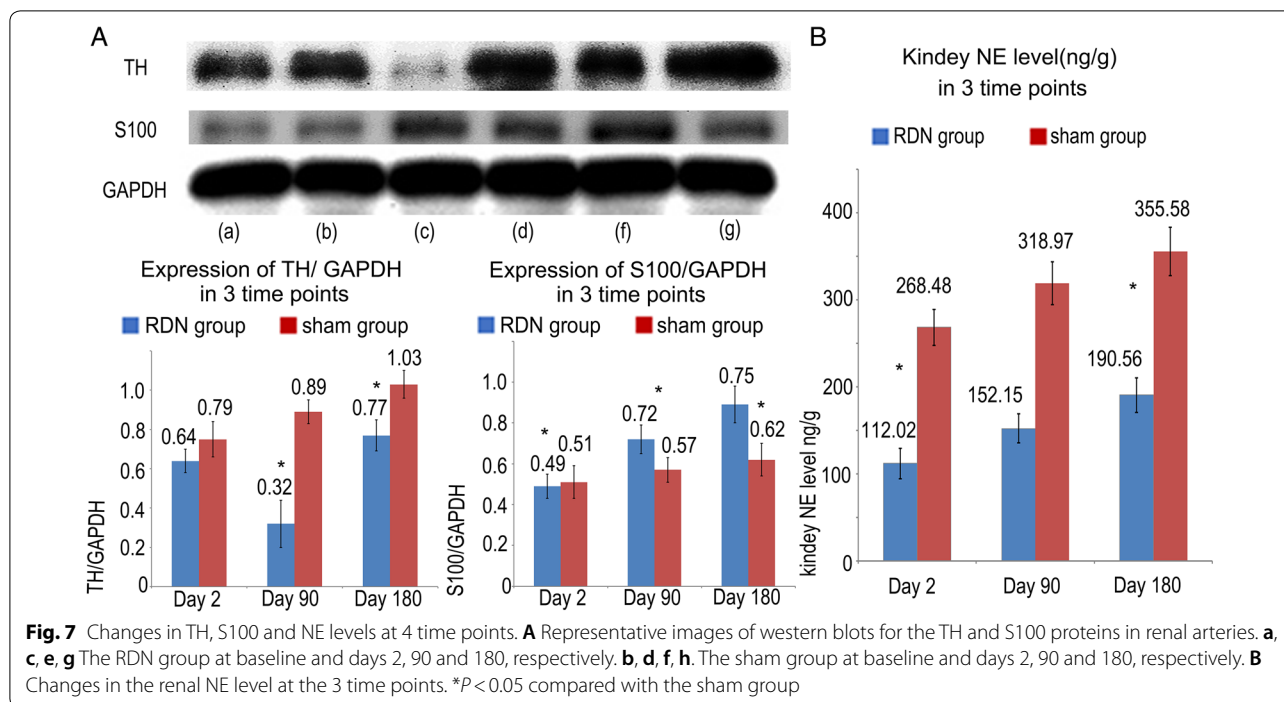 A
TH
S100
GAPDH
(a) (b) (c) (d) (f) (g)
Expression of TH/ GAPDH
in 3 time points
RDN group sham group
TH/GAPDH
1.0
0.8
0.6
0.4
0.2
0
0.64 0.79
* 0.32 0.89
* 0.77 1.03
Day 2 Day 90 Day 180
Expression of S100/GAPDH
in 3 time points
RDN group sham group
S100/GAPDH
1.0
0.8
0.6
0.4
0.2
0
* 0.49 0.51
0.72 * 0.57
0.75 * 0.62
Day 2 Day 90 Day 180
B
Kindey NE level(ng/g)
in 3 time points
RDN group sham group
kindey NE level ng/g
400
300
200
100
0
112.02 * 268.48
152.15 318.97
190.56 * 355.58
Day 2 Day 90 Day 180
Fig. 7 Changes in TH, S100 and NE levels at 4 time points. A Representative images of western blots for the TH and S100 proteins in renal arteries. a,
c, e, g The RDN group at baseline and days 2, 90 and 180, respectively. b, d, f, h. The sham group at baseline and days 2, 90 and 180, respectively. B
Changes in the renal NE level at the 3 time points. *P < 0.05 compared with the sham group